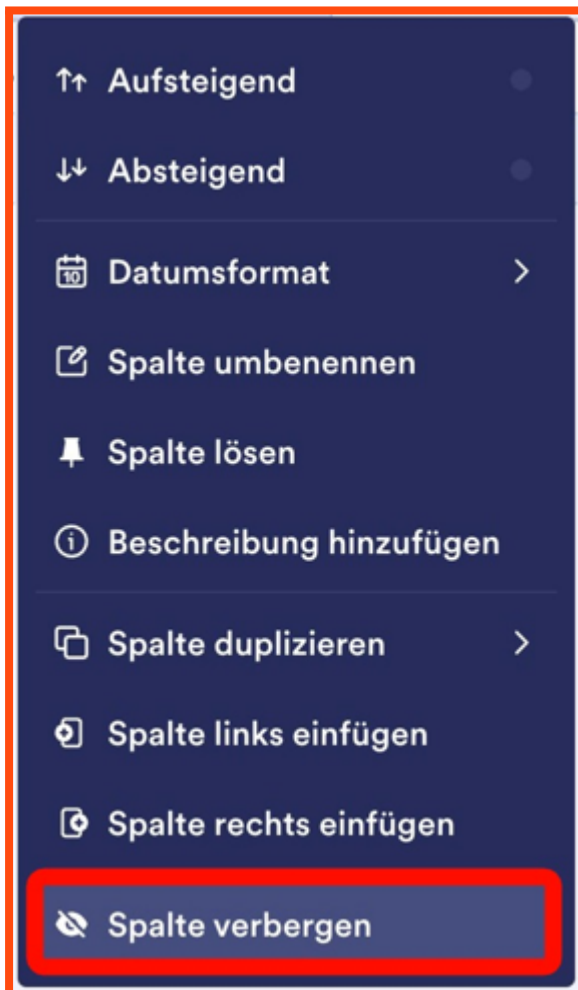 Aufsteigend
Absteigend
10 Datumsformat
Spalte umbenennen
Spalte lösen
Beschreibung hinzufügen
Spalte duplizieren
Spalte links einfügen
Spalte rechts einfügen
Spalte verbergen